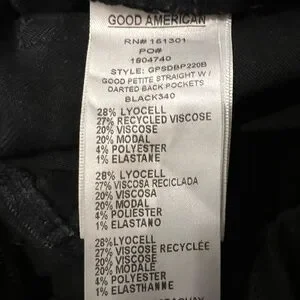 GOOD AMERICAN
RN# 161301
PO#
1804740
STYLE: GPSDBP220B
GOOD PETITE STRAIGHT W/
DARTED BACK POCKETS
BLACK340
28% LYOCELL
27% RECYCLED VISCOSE
20% VISCOSE
20% MODAL
4% POLYESTER
1% ELASTANE
28% LYOCELL
27% VISCOSA RECICLADA
20% VISCOSA
20% MODAL
4% POLIESTER
1% ELASTANO
28%LYOCELL
27% VISCOSE RECYCLÉE
20% VISCOSE
20% MODALE
4% POLYESTER
1% ELASTHANNE